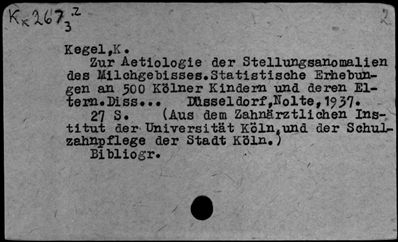 Kx267,z 2
3
Kegel,K.
Zur Aetiologie der Stellungsanomalien
des Milchgebisses.Statistische Erhebun-
gen an 500 Kölner Kindern und deren El-
tern.Diss... Düsseldorf,Nolte,1937.
27 S. (Aus dem Zahnärztlichen Ins-
titut der Universität Köln,und der Schul-
zahnpflege der Stadt Köln.)
Bibliogr.